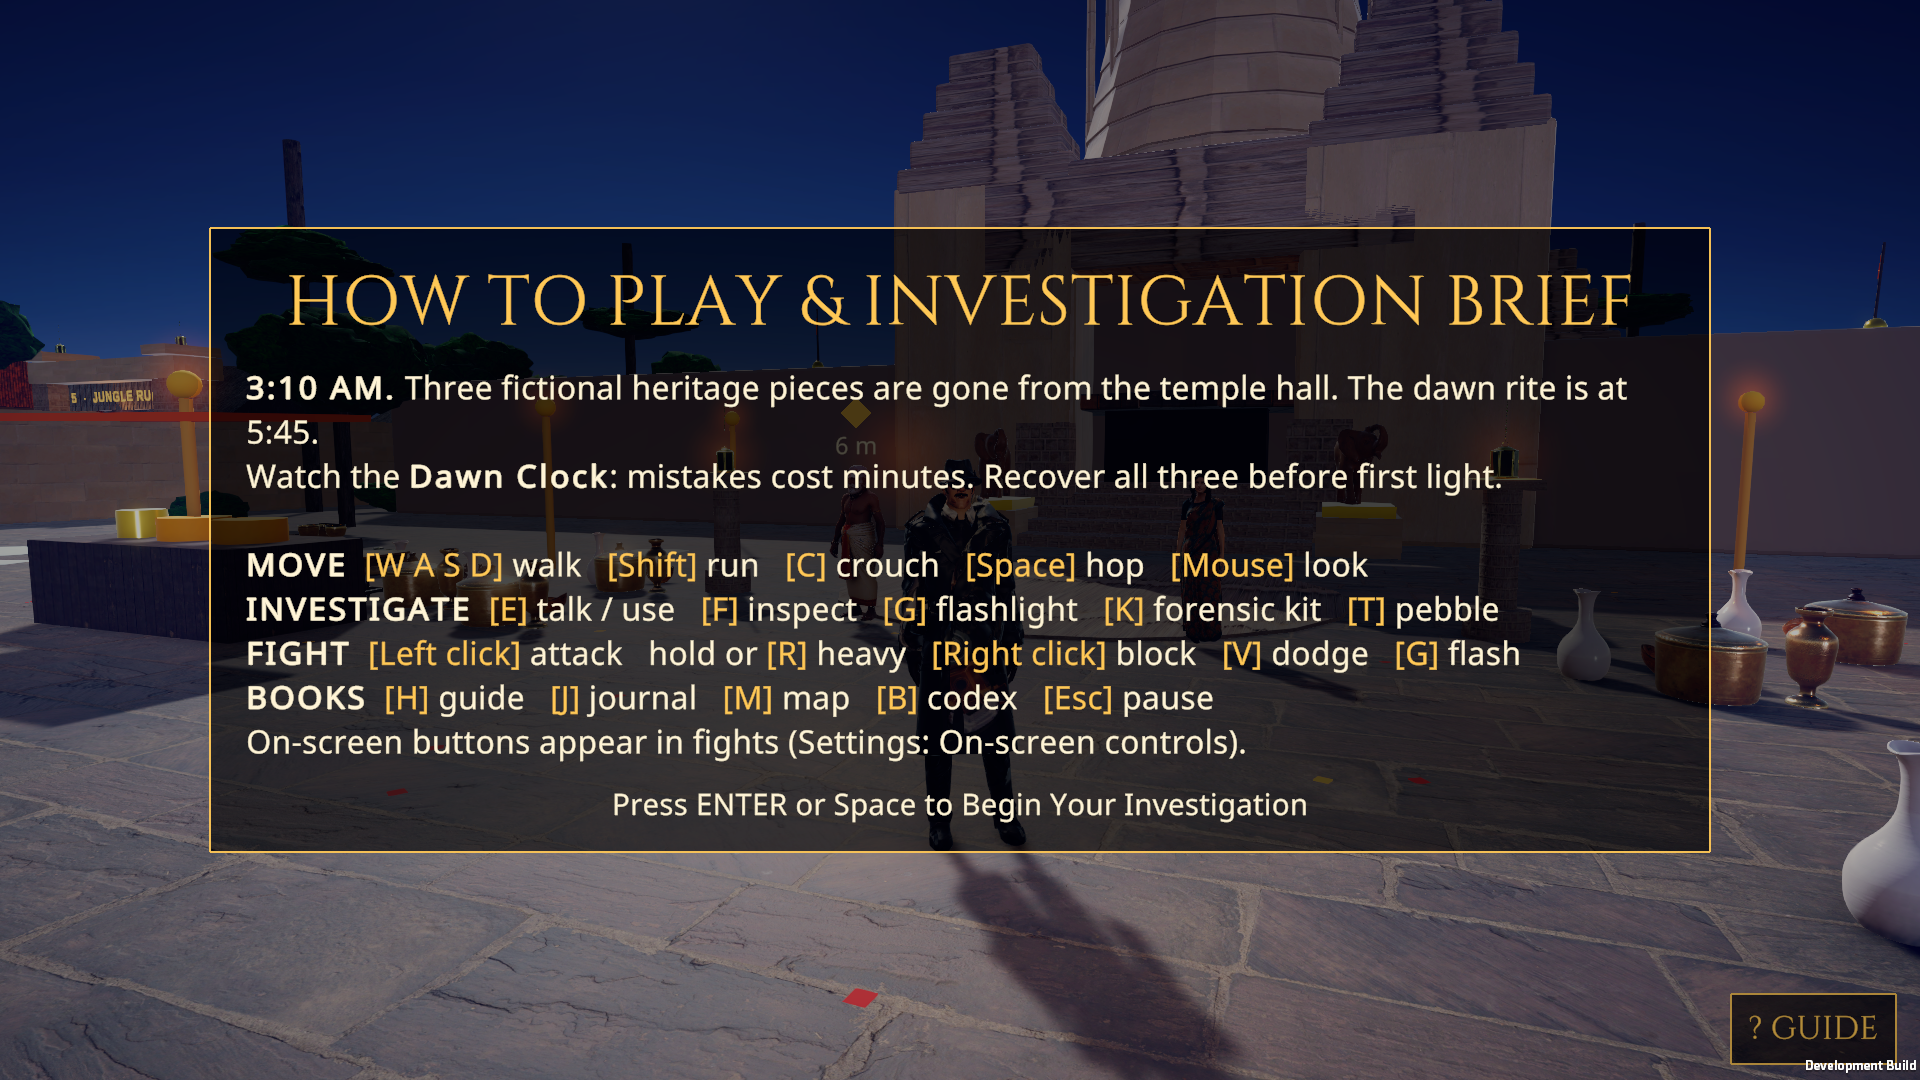 5 · JUNGLE RU
HOW TO PLAY & INVESTIGATION BRIEF
3:10 AM. Three fictional heritage pieces are gone from the temple hall. The dawn rite is at
5:45.
6 m
Watch the Dawn Clock: mistakes cost minutes. Recover all three before first light.
MOVE [W A S D] walk [Shift] run [C] crouch [Space] hop [Mouse] look
INVESTIGATE [E] talk / use [F] inspect [G] flashlight [K] forensic kit [T] pebble
FIGHT [Left click] attack hold or [R] heavy [Right click] block [V] dodge [G] flash
BOOKS [H] guide [J] journal [M] map [B] codex [Esc] pause
On-screen buttons appear in fights (Settings: On-screen controls).
Press ENTER or Space to Begin Your Investigation
? GUIDE
Development Build